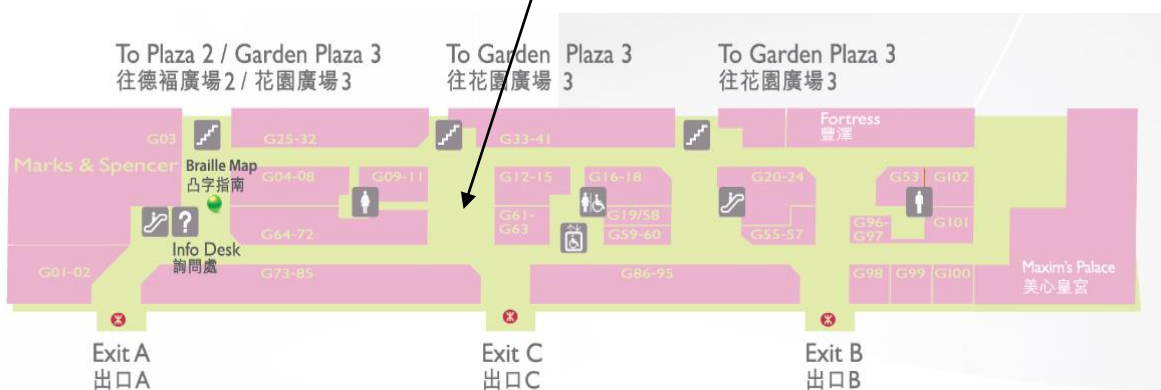 To Plaza 2 / Garden Plaza 3
往德福廣場2 / 花園廣場3
To Garden Plaza 3
往花園廣場 3
To Garden Plaza 3
往花園廣場3
G03
G25-32
G33-41
Fortress
豐澤
Marks & Spencer
Braille Map
凸字指南
G04-08
G09-11
G12-15
G16-18
G20-24
G53
G102
G61-
G63
G19/58
G59-60
G64-72
G55-57
G96-
G97
G101
?
Info Desk
詢問處
G01-02
G73-85
G86-95
G98
G99
G100
Maxim's Palace
美心皇宮
Exit A
出口A
Exit C
出口C
Exit B
出口B